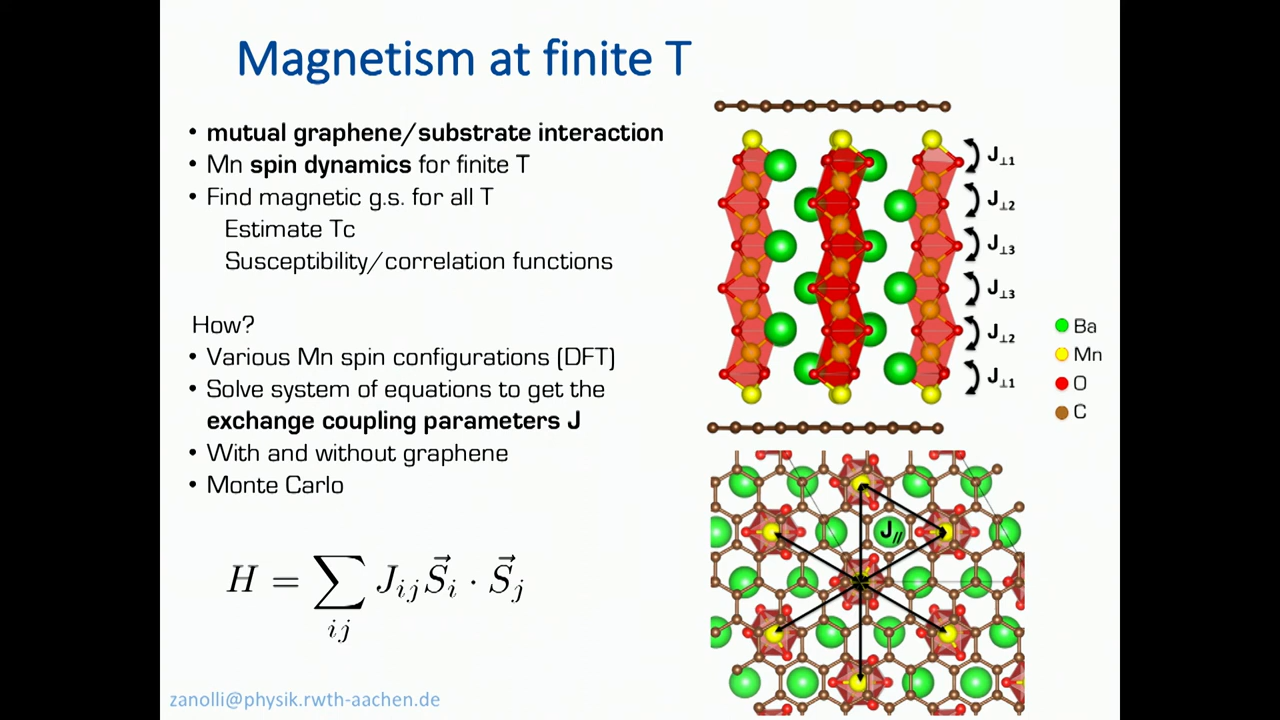 Magnetism at finite T
• mutual graphene/substrate interaction
• Mn spin dynamics for finite T
• Find magnetic g.s. for all T
Estimate Tc
Susceptibility/correlation functions
How?
• Various Mn spin configurations (DFT)
• Solve system of equations to get the
exchange coupling parameters J
• With and without graphene
• Monte Carlo
H = ∑ij Jij S⃗i · S⃗j
zanolli@physik.rwth-aachen.de
J⊥1
J⊥2
J⊥3
J⊥3
J⊥2
J⊥1
Ba
Mn
O
C
J//